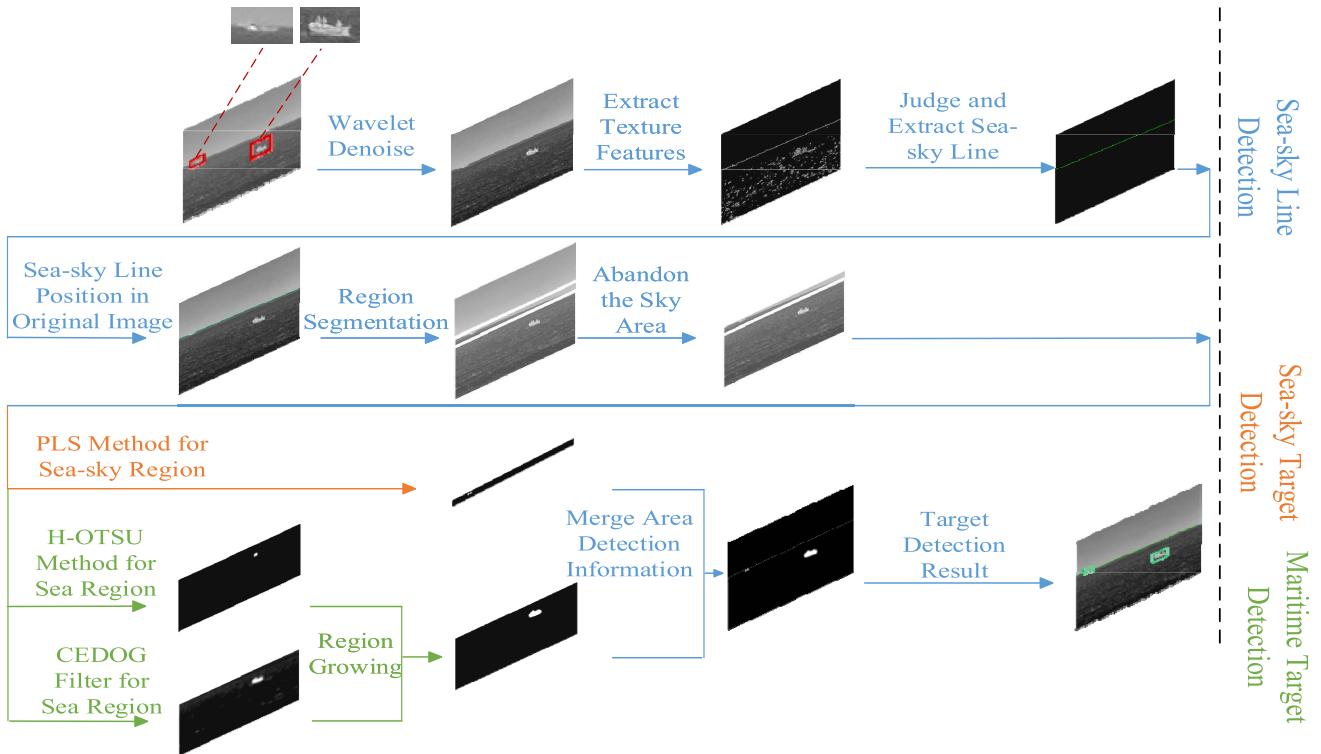 Wavelet
Denoise
Extract
Texture
Features
Judge and
Extract Sea-
sky Line
Sea-sky Line
Detection
Sea-sky Line
Position in
Original Image
Region
Segmentation
Abandon
the Sky
Area
PLS Method for
Sea-sky Region
Sea-sky Target
Detection
H-OTSU
Method for
Sea Region
CEDOG
Filter for
Sea Region
Region
Growing
Merge Area
Detection
Information
Target
Detection
Result
Maritime Target
Detection